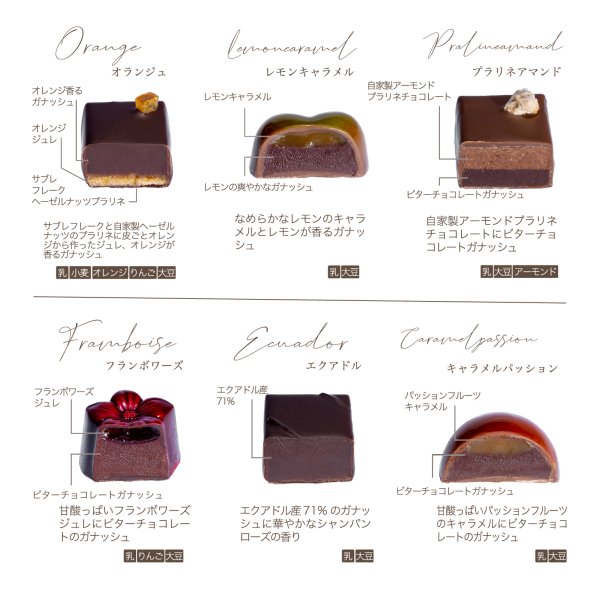 Orange
オランジュ
オレンジ香る
ガナッシュ
オレンジ
ジュレ
サブレ
フレーク
ヘーゼルナッツプラリネ
サブレフレークと自家製ヘーゼル
ナッツのプラリネに皮ごとオレン
ジから作ったジュレ、オレンジが
香るガナッシュ
乳 小麦 オレンジ りんご 大豆
Lemoncaramel
レモンキャラメル
レモンキャラメル
レモンの爽やかなガナッシュ
なめらかなレモンのキャラ
メルとレモンが香るガナッ
シュ
乳 大豆
Pralineamand
プラリネアマンド
自家製アーモンド
プラリネチョコレート
ビターチョコレートガナッシュ
自家製アーモンドプラリネ
チョコレートにビターチョ
コレートガナッシュ
乳 大豆 アーモンド
Framboise
フランボワーズ
フランボワーズ
ジュレ
ビターチョコレートガナッシュ
甘酸っぱいフランボワーズ
ジュレにビターチョコレー
トのガナッシュ
乳 りんご 大豆
Ecuador
エクアドル
エクアドル産
71%
エクアドル産71%のガナッ
シュに華やかなシャンパン
ローズの香り
乳 大豆
Caramelpassion
キャラメルパッション
パッションフルーツ
キャラメル
ビターチョコレートガナッシュ
甘酸っぱいパッションフルーツ
のキャラメルにビターチョコ
レートのガナッシュ
乳 大豆